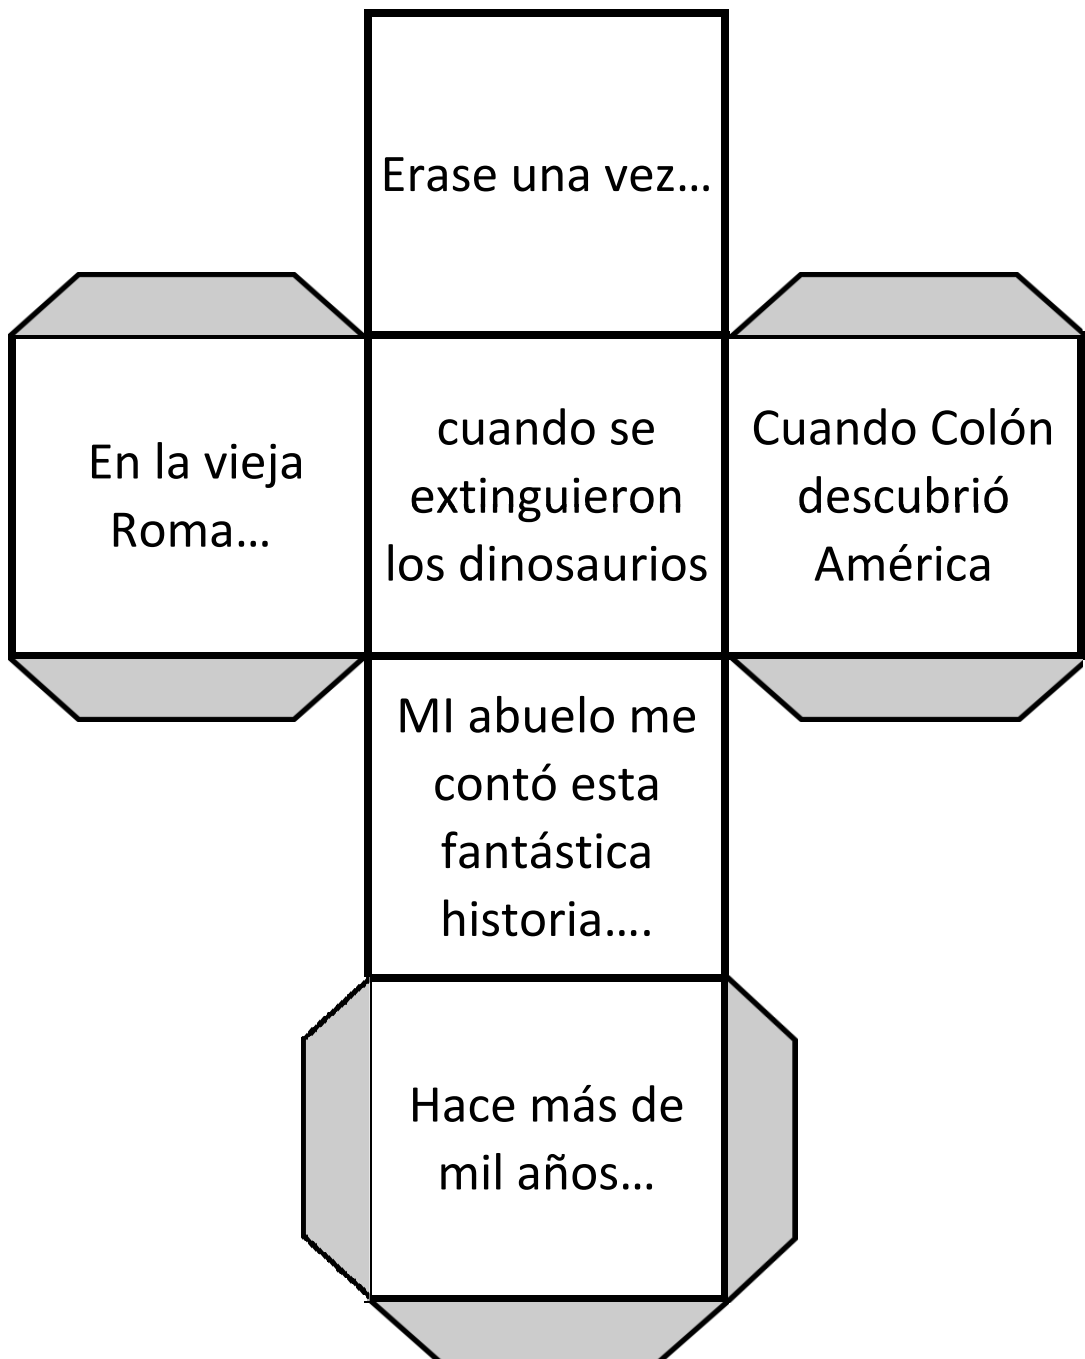 Erase una vez...
En la vieja
Roma...
cuando se
extinguieron
los dinosaurios
Cuando Colón
descubrió
América
MI abuelo me
contó esta
fantástica
historia....
Hace más de
mil años...